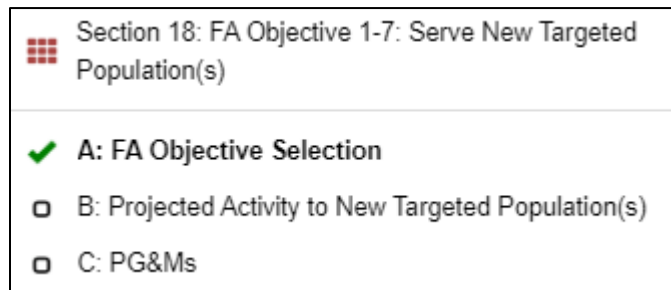 Section 18: FA Objective 1-7: Serve New Targeted
Population(s)
A: FA Objective Selection
B: Projected Activity to New Targeted Population(s)
C: PG&Ms